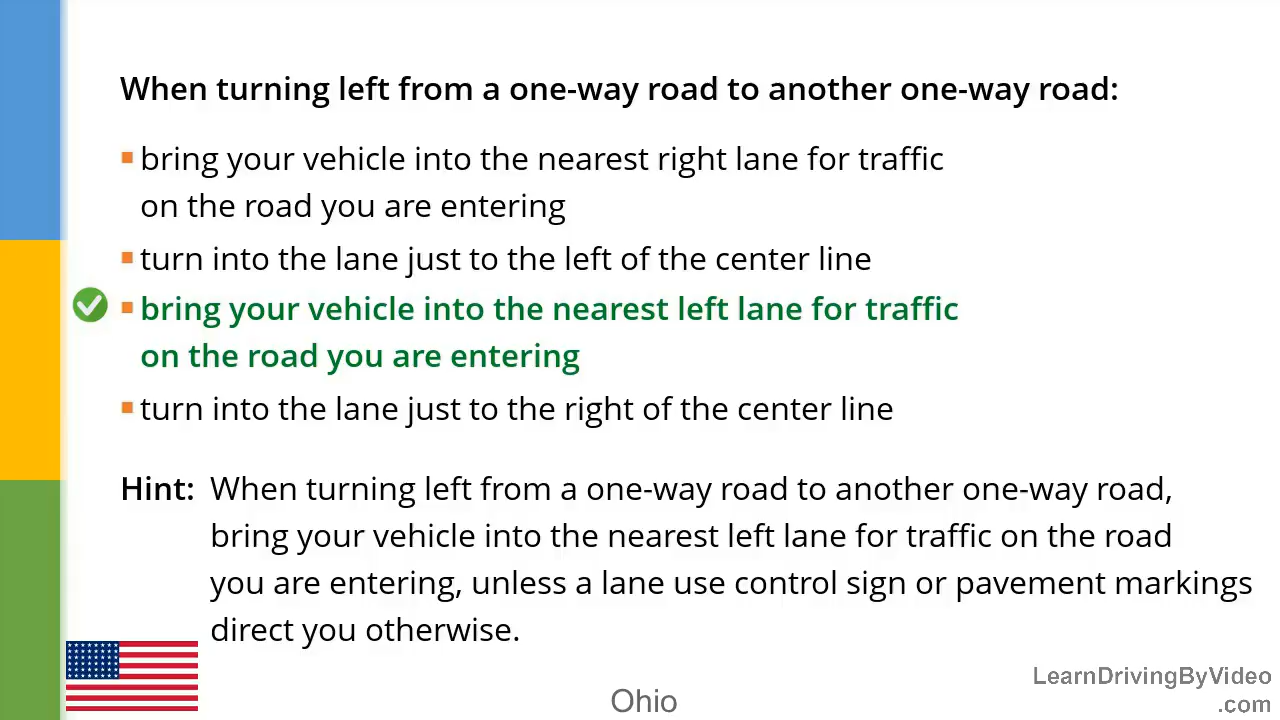 When turning left from a one-way road to another one-way road:
bring your vehicle into the nearest right lane for traffic
on the road you are entering
turn into the lane just to the left of the center line
bring your vehicle into the nearest left lane for traffic
on the road you are entering
turn into the lane just to the right of the center line
Hint: When turning left from a one-way road to another one-way road,
bring your vehicle into the nearest left lane for traffic on the road
you are entering, unless a lane use control sign or pavement markings
direct you otherwise.
Ohio
LearnDrivingByVideo
.com